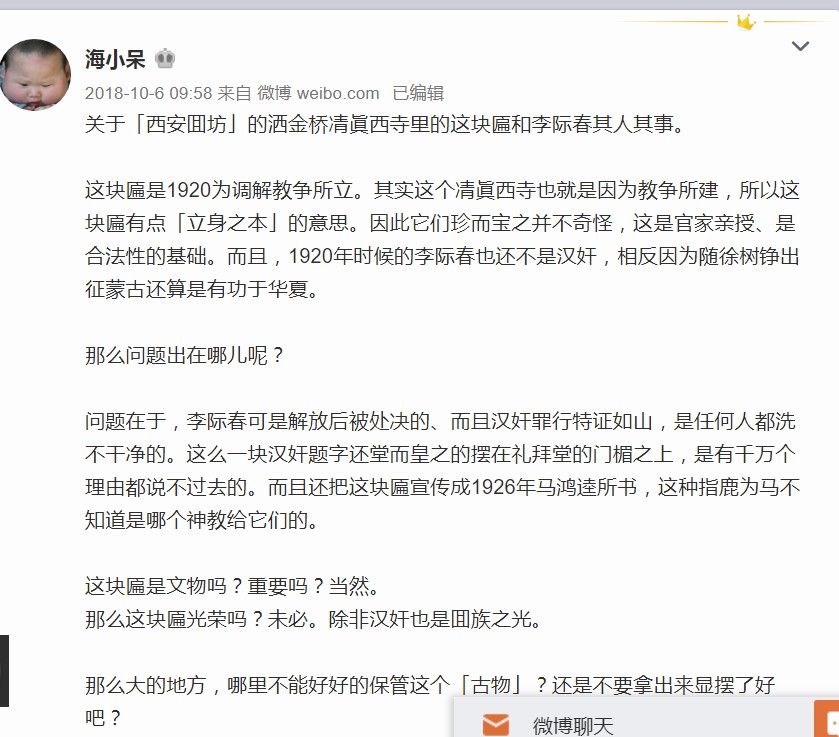 海小呆
2018-10-6 09:58 来自 微博 weibo.com 已编辑
关于「西安囬坊」的洒金桥清眞西寺里的这块匾和李际春其人其事。
这块匾是1920为调解教争所立。其实这个清眞西寺也就是因为教争所建，所以这
块匾有点「立身之本」的意思。因此它们珍而宝之并不奇怪，这是官家亲授、是
合法性的基础。而且，1920年时候的李际春也还不是汉奸，相反因为随徐树铮出
征蒙古还算是有功于华夏。
那么问题出在哪儿呢？
问题在于，李际春可是解放后被处决的、而且汉奸罪行特证如山，是任何人都洗
不干净的。这么一块汉奸题字还堂而皇之的摆在礼拜堂的门楣之上，是有千万个
理由都说不过去的。而且还把这块匾宣传成1926年马鸿逵所书，这种指鹿为马不
知道是哪个神教给它们的。
这块匾是文物吗？重要吗？当然。
那么这块匾光荣吗？未必。除非汉奸也是囬族之光。
那么大的地方，哪里不能好好的保管这个「古物」？还是不要拿出来显摆了好
吧？
微博聊天